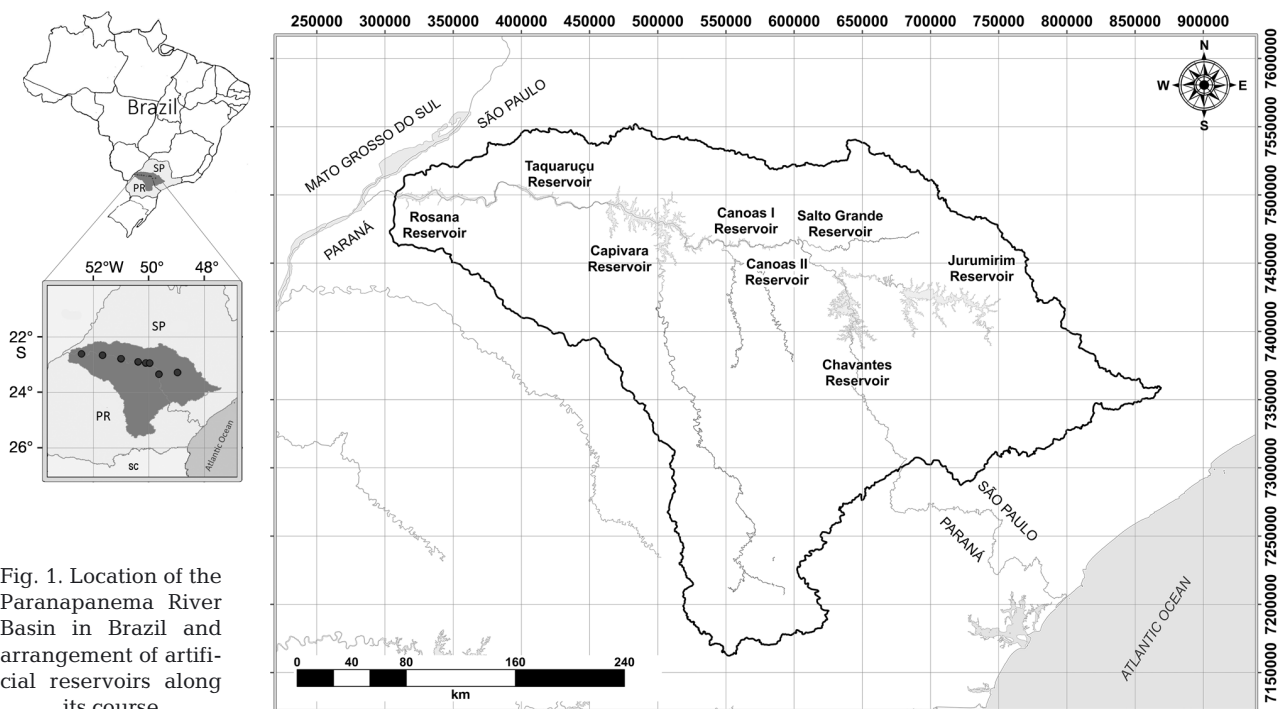 250000 300000 350000 400000 450000 500000 550000 600000 650000 700000 750000 800000 850000 900000
Brazil
SP
PR
52°W 50° 48°
22°
S
24°
26°
SP
PR
SC
Atlantic Ocean
MATO GROSSO DO SUL
SÃO PAULO
PARANÁ
Taquaruçu
Reservoir
Rosana
Reservoir
Capivara
Reservoir
Canoas I
Reservoir
Salto Grande
Reservoir
Canoas II
Reservoir
Jurumirim
Reservoir
Chavantes
Reservoir
N
W E
S
7600000
7550000
7500000
7450000
7400000
7350000
7300000
7250000
7200000
7150000
SÃO PAULO
PARANÁ
ATLANTIC OCEAN
0 40 80 160 240
km
Fig. 1. Location of the
Paranapanema River
Basin in Brazil and
arrangement of artifi-
cial reservoirs along
its course